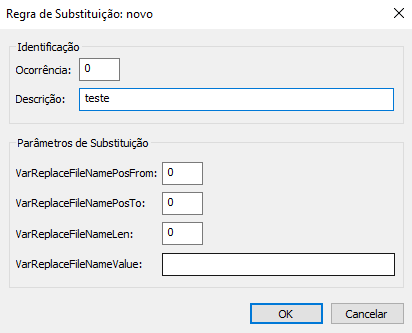 Regra de Substituição: novo
Identificação
Ocorrência: 0
Descrição: teste
Parâmetros de Substituição
VarReplaceFileNamePosFrom: 0
VarReplaceFileNamePosTo: 0
VarReplaceFileNameLen: 0
VarReplaceFileNameValue:
OK Cancelar